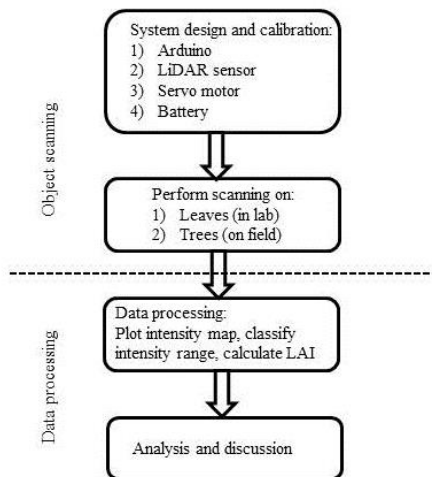 System design and calibration:
1) Arduino
2) LiDAR sensor
3) Servo motor
4) Battery
Object scanning
Perform scanning on:
1) Leaves (in lab)
2) Trees (on field)
Data processing:
Plot intensity map, classify
intensity range, calculate LAI
Data processing
Analysis and discussion